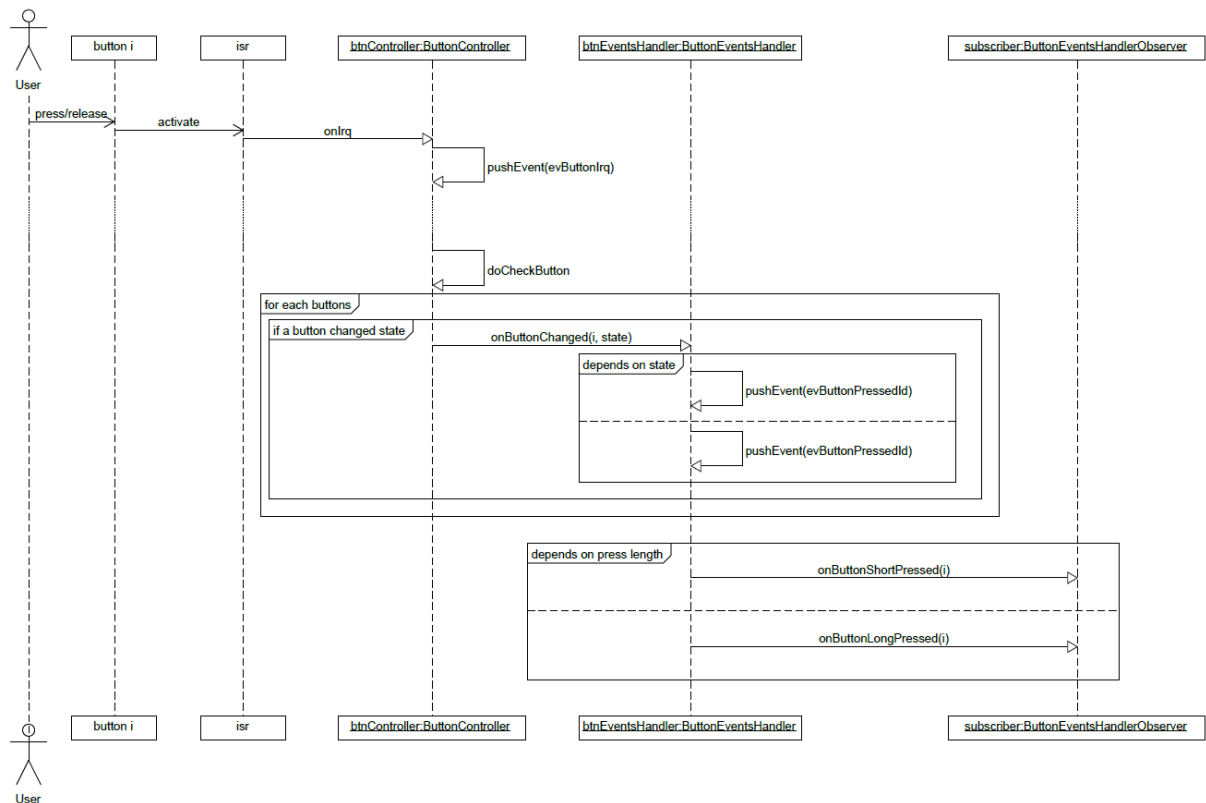 button i
isr
btnController:ButtonController
btnEventsHandler:ButtonEventsHandler
subscriber:ButtonEventsHandlerObserver
User
press/release
activate
onIrq
pushEvent(evButtonIrq)
doCheckButton
for each buttons
if a button changed state
onButtonChanged(i, state)
depends on state
pushEvent(evButtonPressedId)
pushEvent(evButtonPressedId)
depends on press length
onButtonShortPressed(i)
onButtonLongPressed(i)
button i
isr
btnController:ButtonController
btnEventsHandler:ButtonEventsHandler
subscriber:ButtonEventsHandlerObserver
User